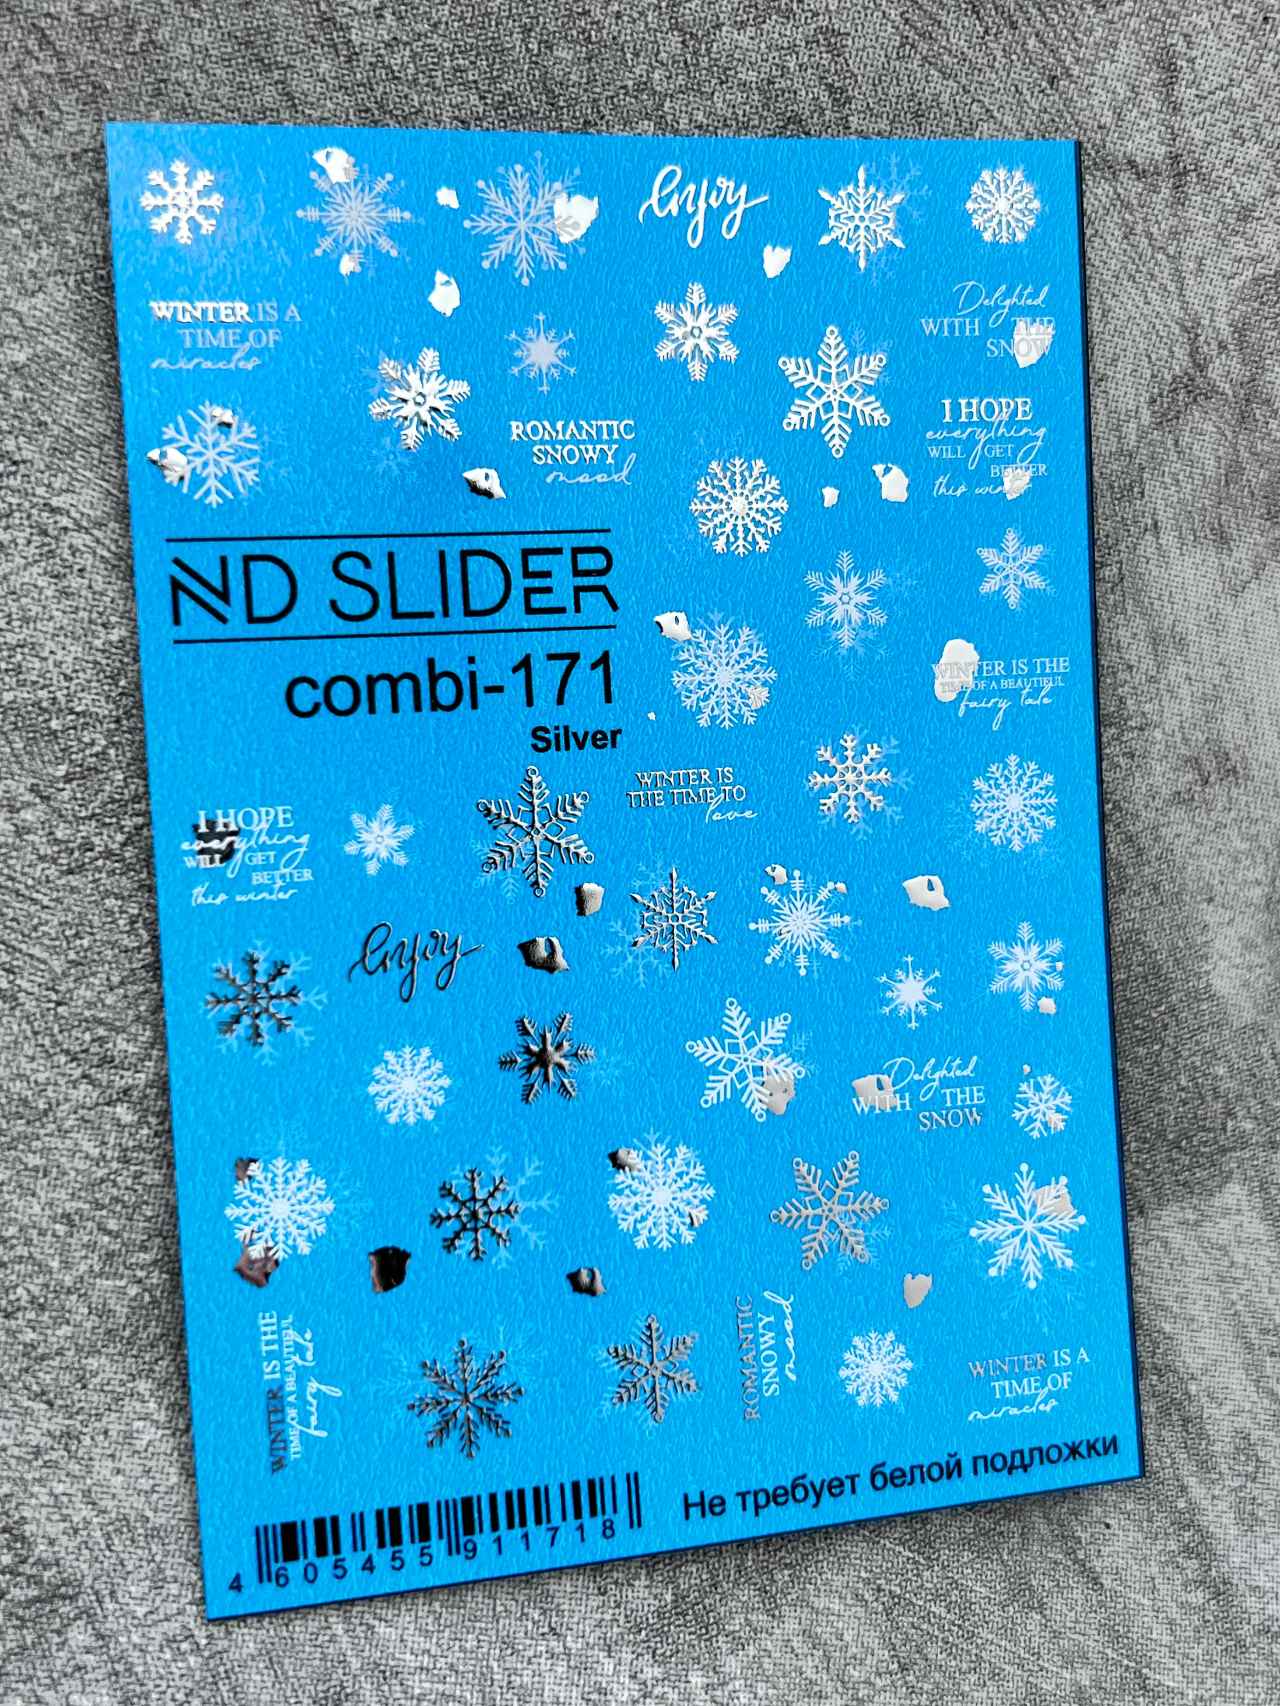 Enjoy
WINTER IS A
TIME OF
miracles
Delighted
WITH THE
SNOW
ROMANTIC
SNOWY
mood
I HOPE
everything
WILL GET
BETTER
this winter
ND SLIDER
combi-171
Silver
WINTER IS THE
TIME OF A BEAUTIFUL
fairy tale
WINTER IS
THE TIME TO
love
I HOPE
everything
WILL GET
BETTER
this winter
Enjoy
Delighted
WITH THE
SNOW
WINTER IS THE
TIME OF A BEAUTIFUL
fairy tale
ROMANTIC
SNOWY
mood
WINTER IS A
TIME OF
miracles
Не требует белой подложки
4 605455 911718